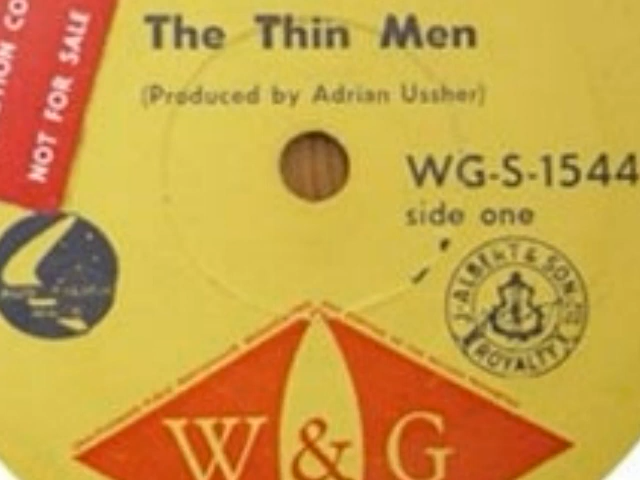 The Thin Men
(Produced by Adrian Ussher)
NOT FOR SALE
WG-S-1544
side one
J. ALBERT & SON
ROYALTY
W & G